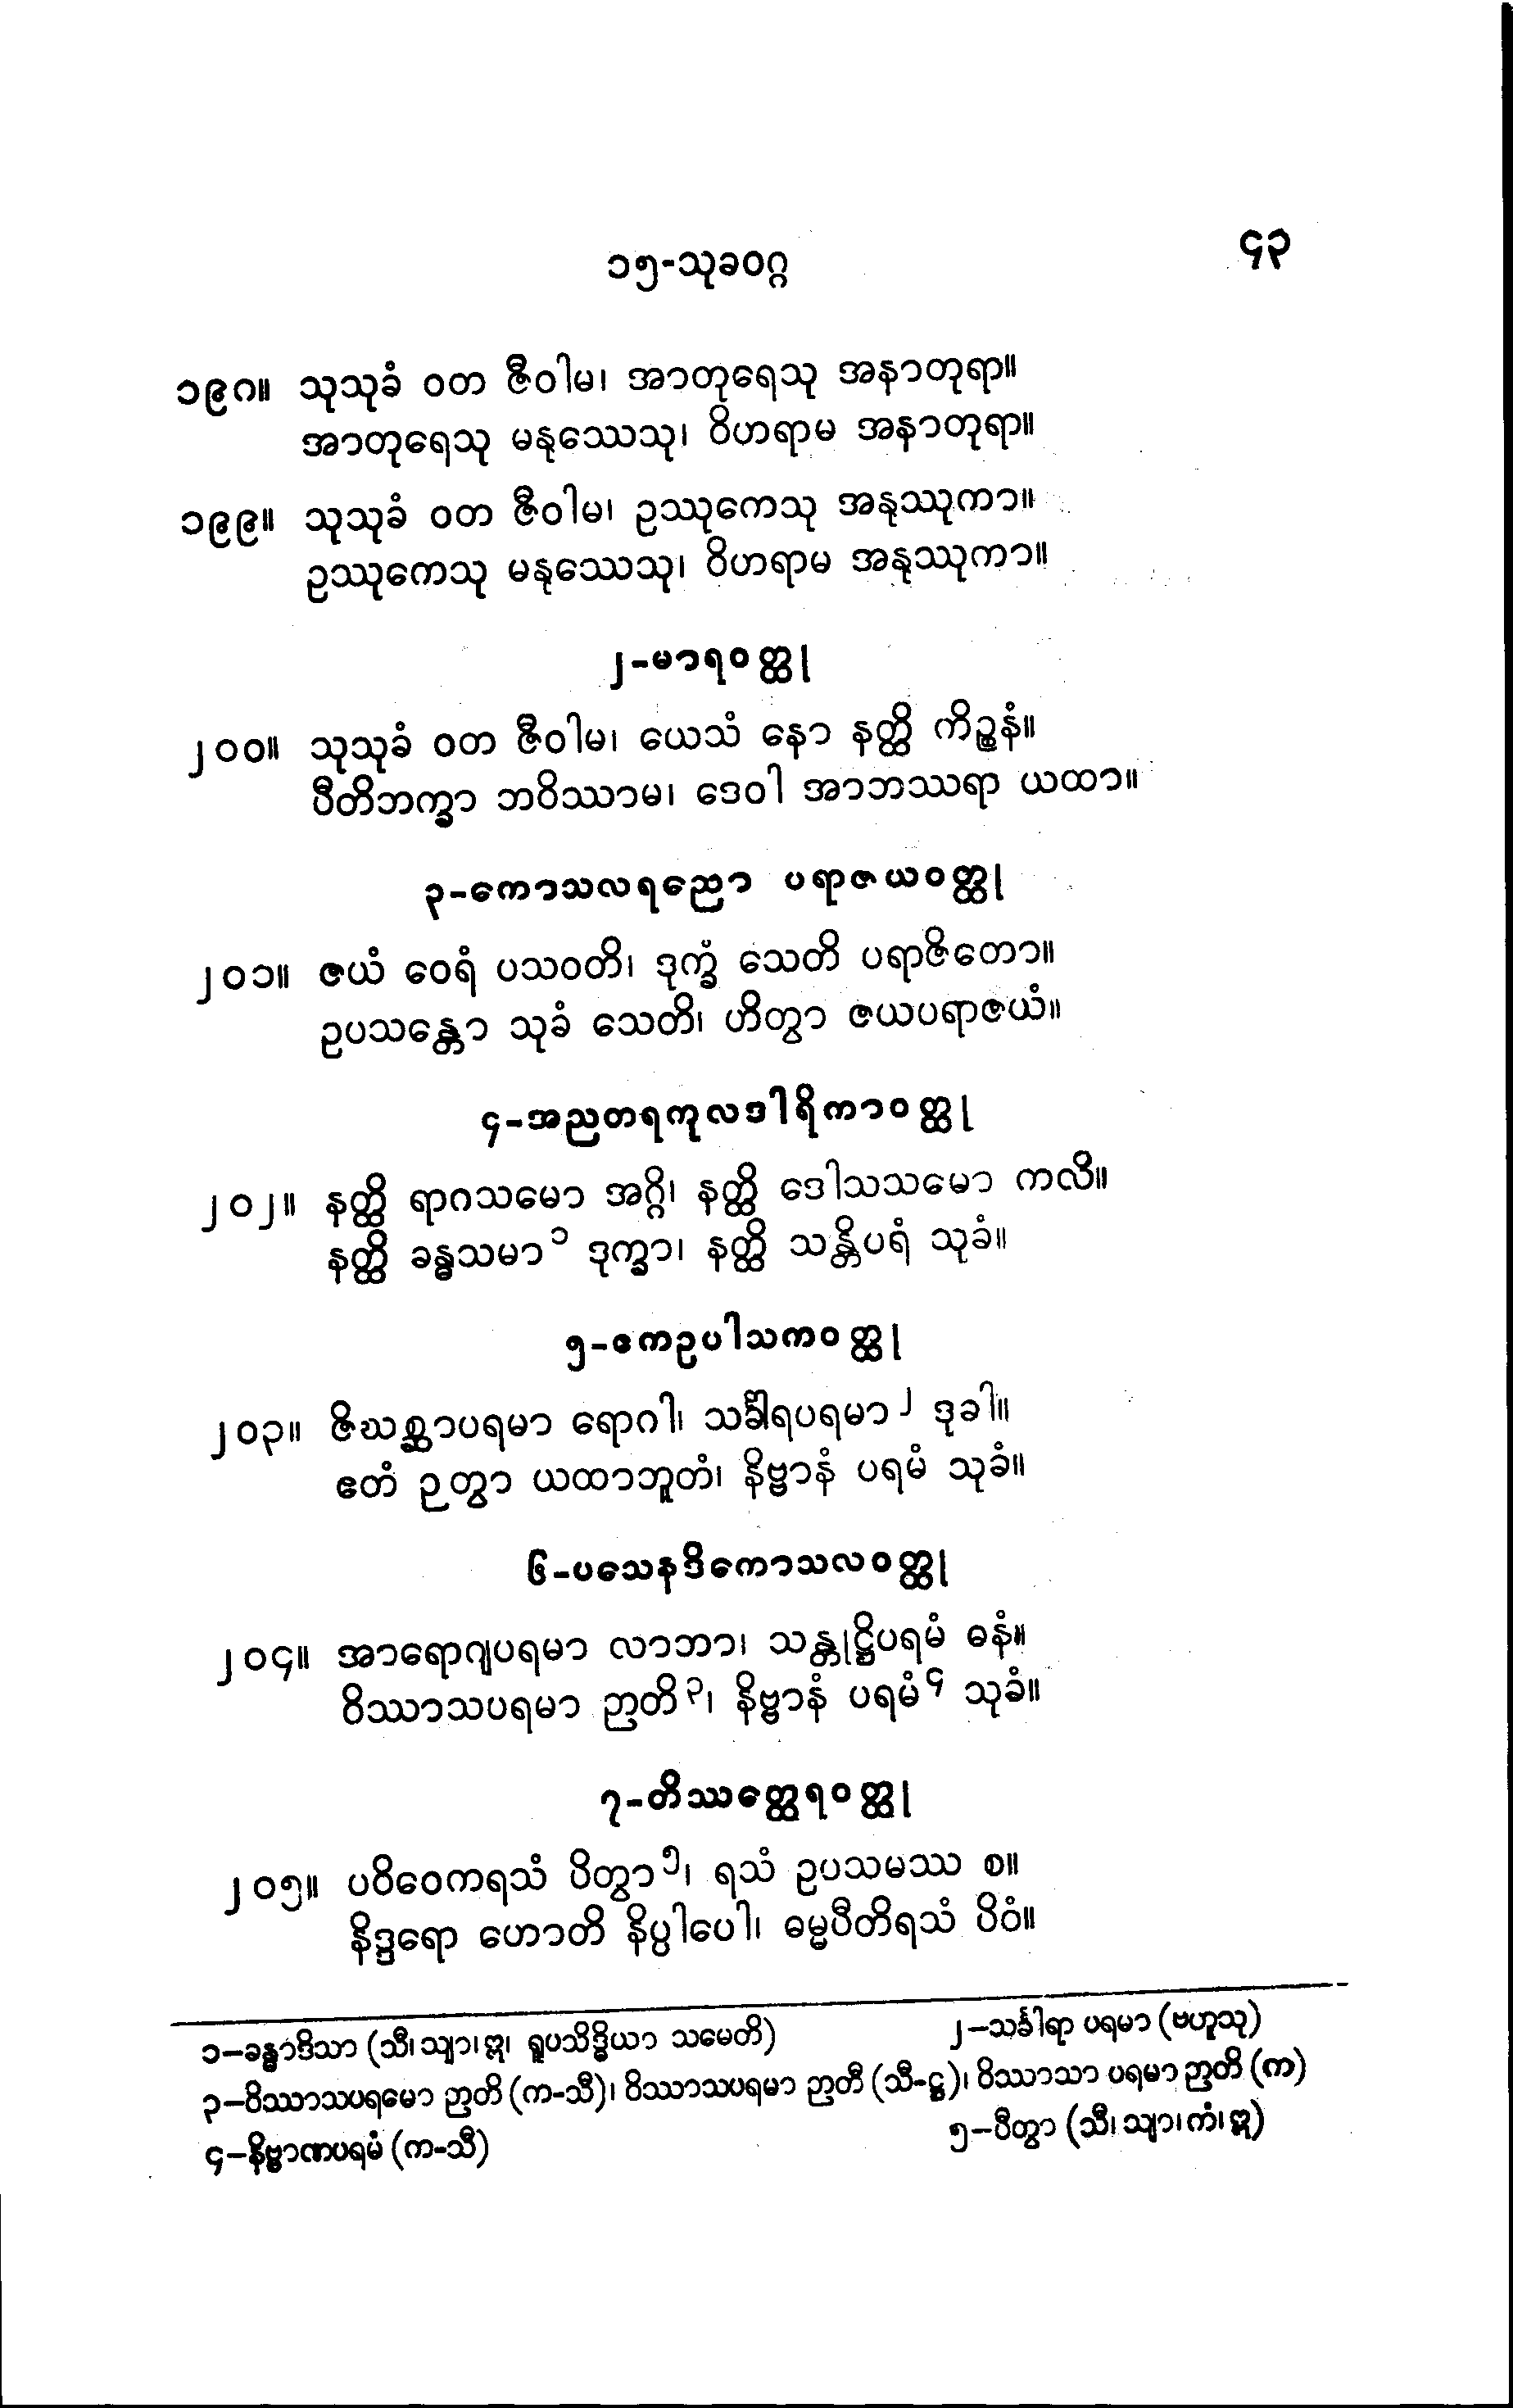 ၁၅-သုခဝဂ္ဂ
၄၃
၁၉၈။ သုသုခံ ဝတ ဇီဝါမ၊ အာတုရေသု အနာတုရာ။
အာတုရေသု မနုဿေသု၊ ဝိဟရာမ အနာတုရာ။
၁၉၉။ သုသုခံ ဝတ ဇီဝါမ၊ ဥဿုကေသု အနုဿုကာ။
ဥဿုကေသု မနုဿေသု၊ ဝိဟရာမ အနုဿုကာ။
၂-မာရဝတ္ထု
၂၀၀။ သုသုခံ ဝတ ဇီဝါမ၊ ယေသံ နော နတ္ထိ ကိဉ္စနံ။
ပီတိဘက္ခာ ဘဝိဿာမ၊ ဒေဝါ အာဘဿရာ ယထာ။
၃-ကောသလရညော ပရာဇယဝတ္ထု
၂၀၁။ ဇယံ ဝေရံ ပသဝတိ၊ ဒုက္ခံ သေတိ ပရာဇိတော။
ဥပသန္တော သုခံ သေတိ၊ ဟိတွာ ဇယပရာဇယံ။
၄-အညတရကုလဒါရိကာဝတ္ထု
၂၀၂။ နတ္ထိ ရာဂသမော အဂ္ဂိ၊ နတ္ထိ ဒေါသသမော ကလိ။
နတ္ထိ ခန္ဓသမာ၁ ဒုက္ခာ၊ နတ္ထိ သန္တိပရံ သုခံ။
၅-ဧကဥပါသကဝတ္ထု
၂၀၃။ ဇိဃစ္ဆာပရမာ ရောဂါ၊ သင်္ခါရပရမာ၂ ဒုခါ။
ဧတံ ဉတွာ ယထာဘူတံ၊ နိဗ္ဗာနံ ပရမံ သုခံ။
၆-ပသေနဒိကောသလဝတ္ထု
၂၀၄။ အာရောဂျပရမာ လာဘာ၊ သန္တုဋ္ဌိပရမံ ဓနံ။
ဝိဿာသပရမာ ဉာတိ၃၊ နိဗ္ဗာနံ ပရမံ၄ သုခံ။
၇-တိဿတ္ထေရဝတ္ထု
၂၀၅။ ပဝိဝေကရသံ ပိတွာ၅၊ ရသံ ဥပသမဿ စ။
နိဒ္ဒရော ဟောတိ နိပ္ပါပေါ၊ ဓမ္မပီတိရသံ ပိဝံ။
၁—ခန္ဓာဒိသာ (သီ၊ သျာ၊ ဣ၊ ရူပသိဒ္ဓိယာ သမေတိ)
၂—သင်္ခါရာ ပရမာ (ဗဟူသု)
၃—ဝိဿာသပရမော ဉာတိ (က-သီ)၊ ဝိဿာသပရမာ ဉာတီ (သီ-ဋ္ဌ)၊ ဝိဿာသာ ပရမာ ဉာတိ (က)
၄—နိဗ္ဗာဏပရမံ (က-သီ)
၅—ပီတွာ (သီ၊ သျာ၊ ကံ၊ ဣ)